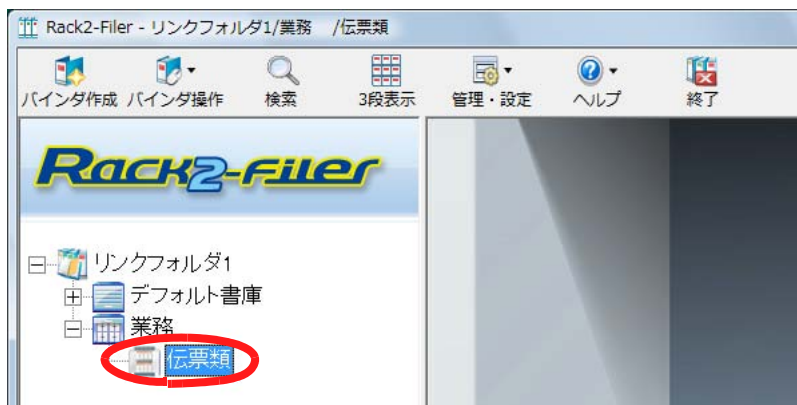 Rack2-Filer - リンクフォルダ1/業務　/伝票類
バインダ作成 バインダ操作 検索 3段表示 管理・設定 ヘルプ 終了
Rack2-Filer
リンクフォルダ1
デフォルト書庫
業務
伝票類